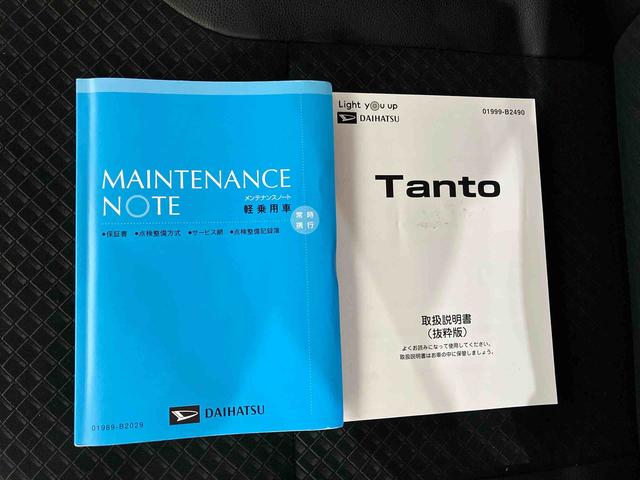 MAINTENANCE
NOTE
メンテナンスノート
軽乗用車
常時
携行
●保証書 ●点検整備方式 ●サービス網 ●点検整備記録簿
DAIHATSU
01989-B2029
Light you up
DAIHATSU
01999-B2490
Tanto
取扱説明書
（抜粋版）
よくお読みになって使用してください。
取扱説明書はお車の中に保管しましょう。